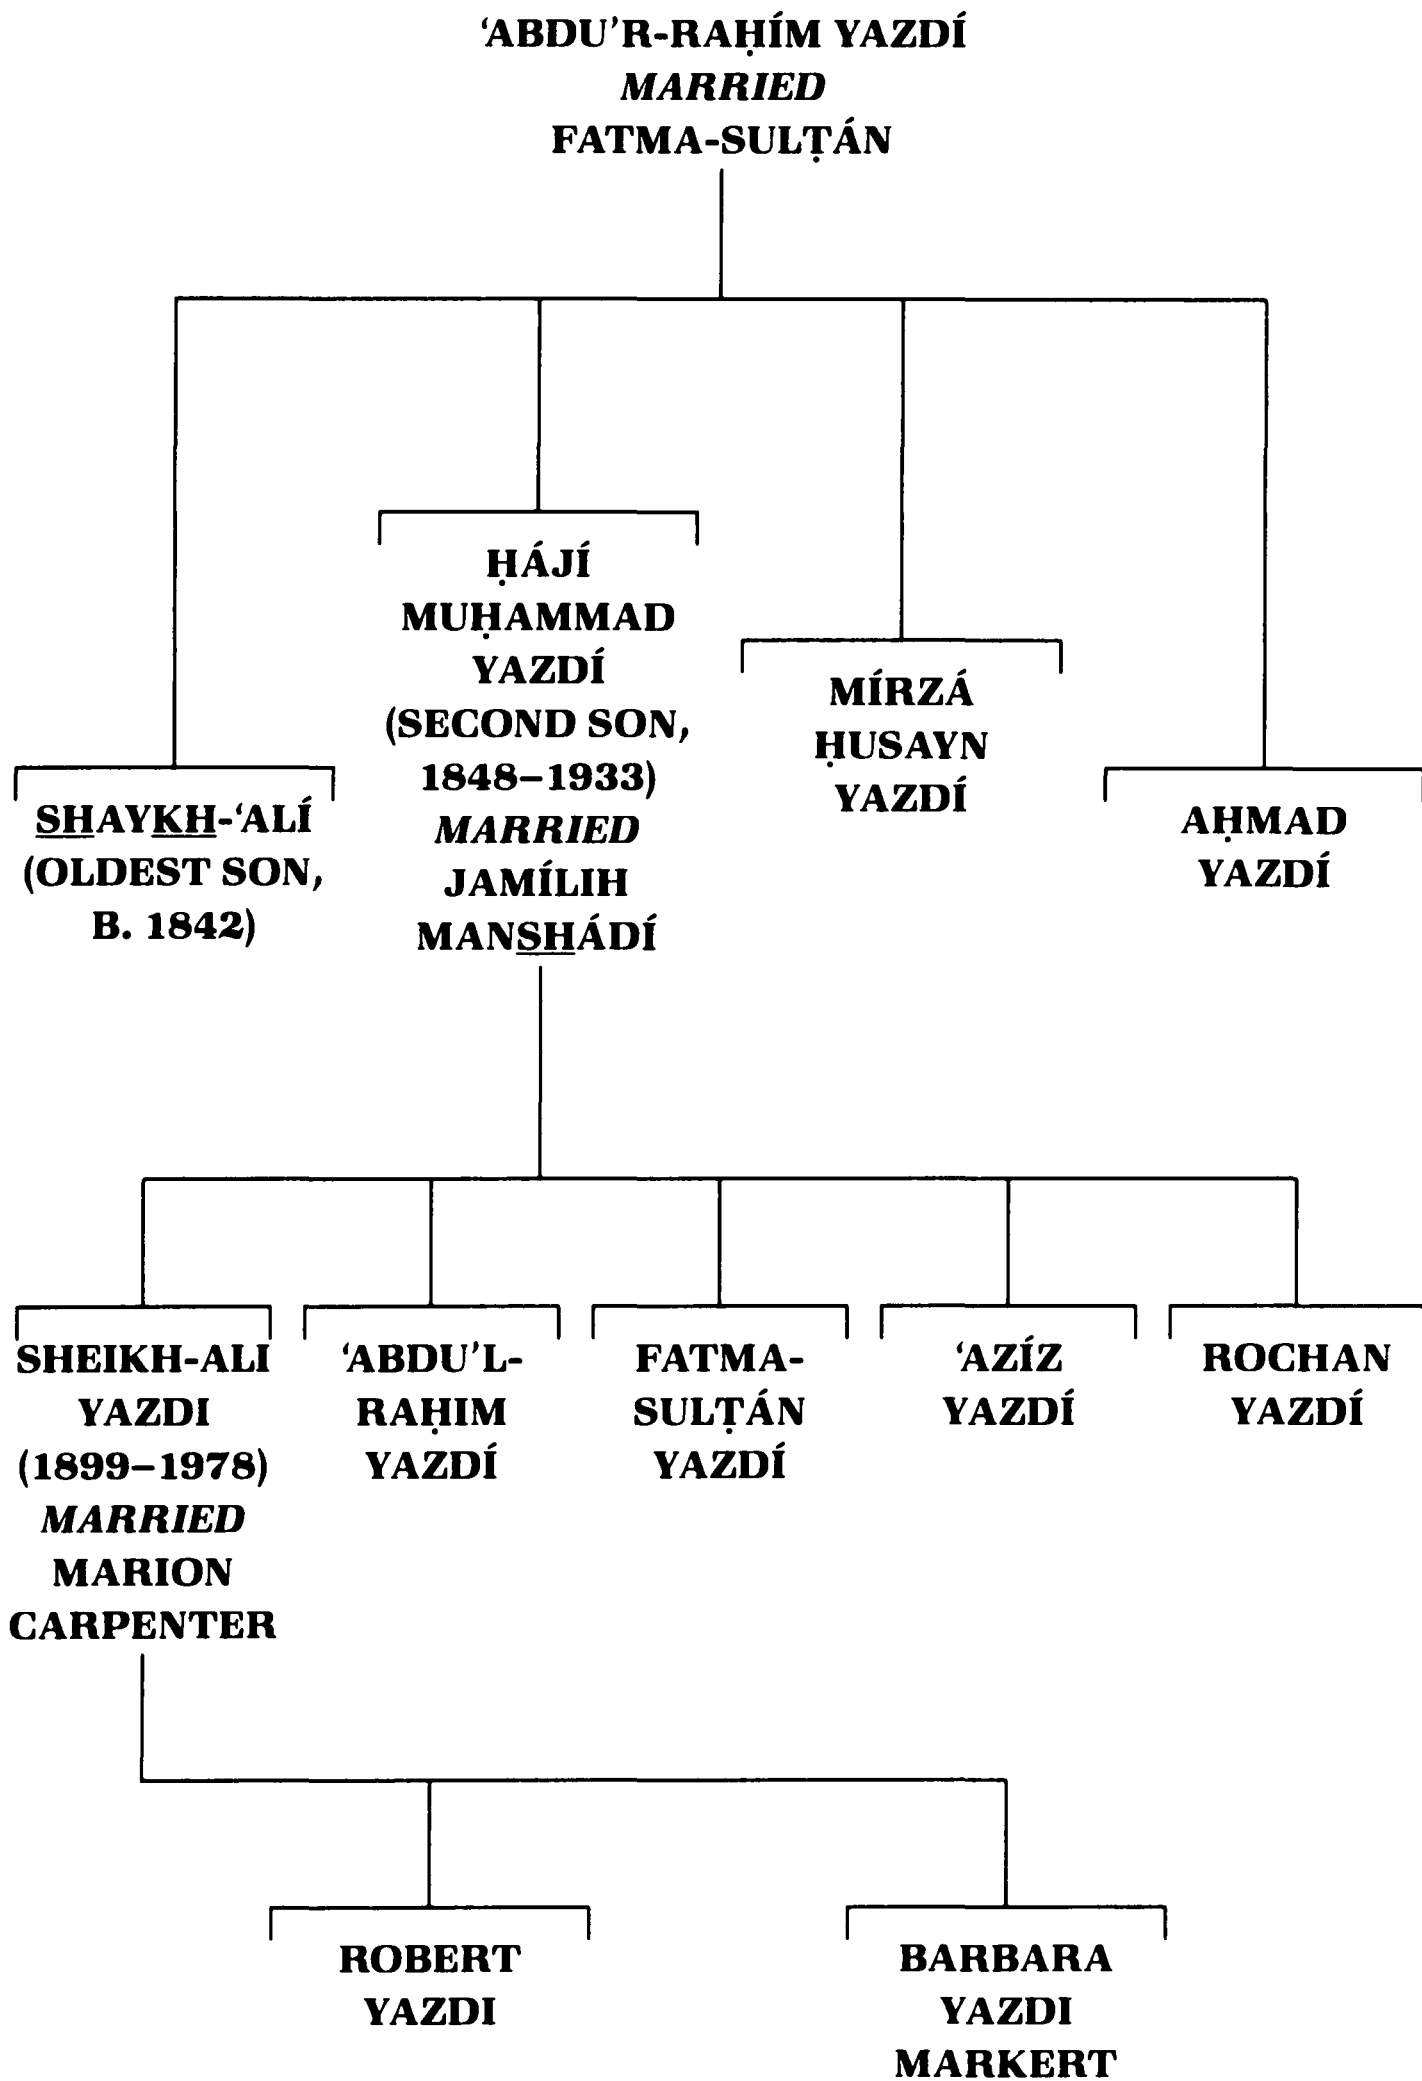 ‘ABDU’R-RAḤÍM YAZDÍ
MARRIED
FATMA-SULṬÁN
ḤÁJÍ
MUḤAMMAD
YAZDÍ
(SECOND SON,
1848–1933)
MARRIED
JAMÍLIH
MANSHÁDÍ
MÍRZÁ
ḤUSAYN
YAZDÍ
SHAYKH-‘ALÍ
(OLDEST SON,
B. 1842)
AḤMAD
YAZDÍ
SHEIKH-ALI
YAZDI
(1899–1978)
MARRIED
MARION
CARPENTER
‘ABDU’L-
RAḤIM
YAZDÍ
FATMA-
SULṬÁN
YAZDÍ
‘AZÍZ
YAZDÍ
ROCHAN
YAZDÍ
ROBERT
YAZDI
BARBARA
YAZDI
MARKERT